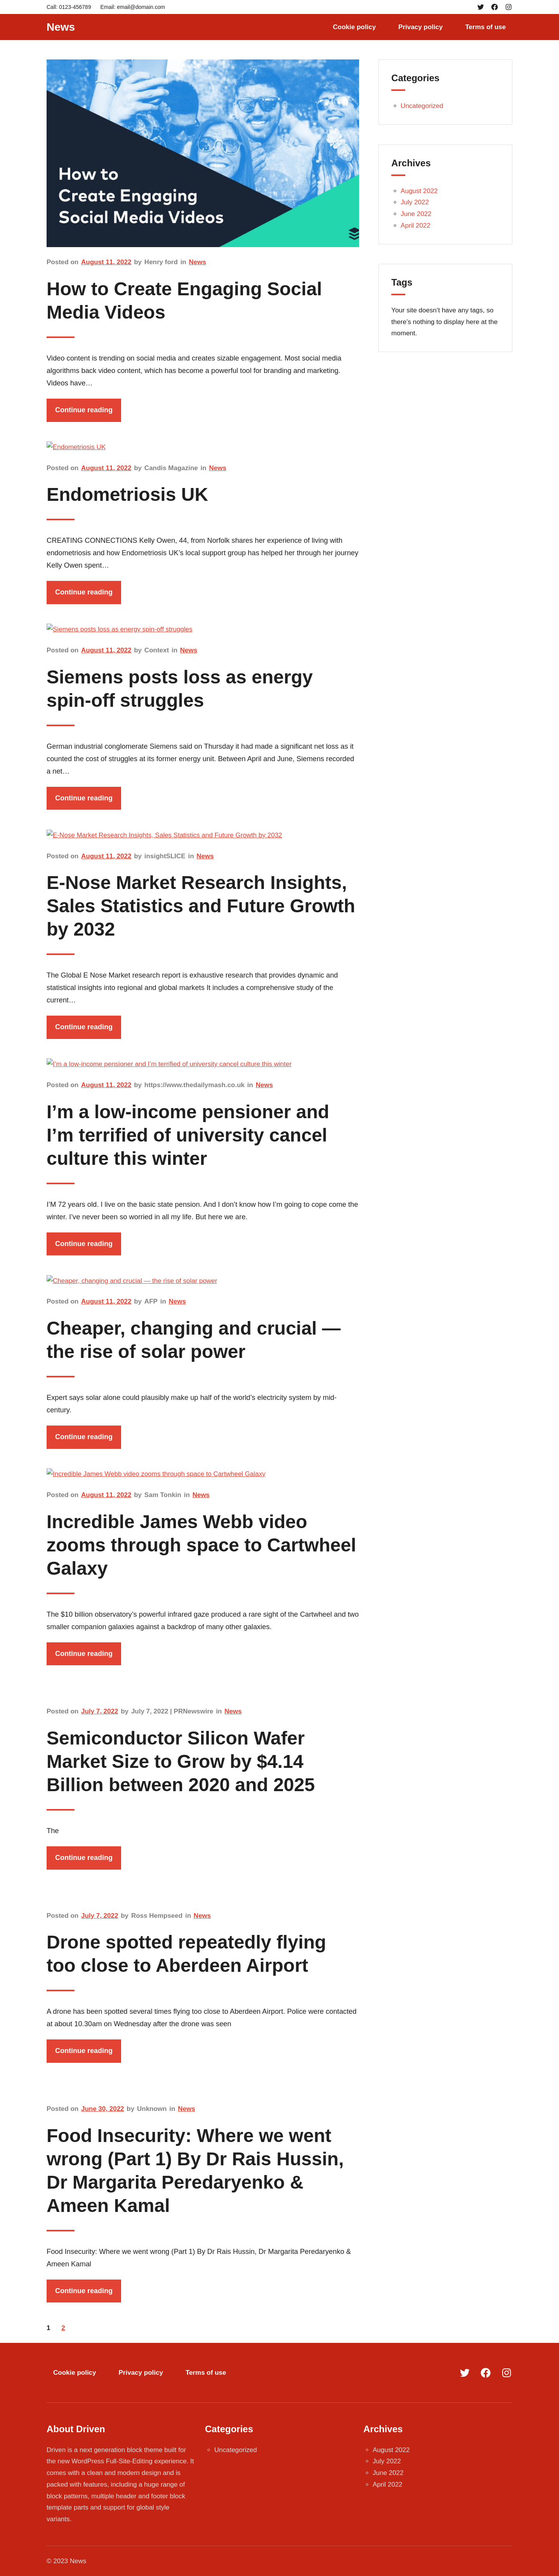 Call: 0123-456789 Email: email@domain.com
News
Cookie policy Privacy policy Terms of use
How to
Create Engaging
Social Media Videos
Posted on August 11, 2022 by Henry ford in News
How to Create Engaging Social
Media Videos
Video content is trending on social media and creates sizable engagement. Most social media
algorithms back video content, which has become a powerful tool for branding and marketing.
Videos have…
Continue reading
Endometriosis UK
Posted on August 11, 2022 by Candis Magazine in News
Endometriosis UK
CREATING CONNECTIONS Kelly Owen, 44, from Norfolk shares her experience of living with
endometriosis and how Endometriosis UK's local support group has helped her through her journey
Kelly Owen spent…
Continue reading
Siemens posts loss as energy spin-off struggles
Posted on August 11, 2022 by Context in News
Siemens posts loss as energy
spin-off struggles
German industrial conglomerate Siemens said on Thursday it had made a significant net loss as it
counted the cost of struggles at its former energy unit. Between April and June, Siemens recorded
a net…
Continue reading
E-Nose Market Research Insights, Sales Statistics and Future Growth by 2032
Posted on August 11, 2022 by insightSLICE in News
E-Nose Market Research Insights,
Sales Statistics and Future Growth
by 2032
The Global E Nose Market research report is exhaustive research that provides dynamic and
statistical insights into regional and global markets It includes a comprehensive study of the
current…
Continue reading
I'm a low-income pensioner and I'm terrified of university cancel culture this winter
Posted on August 11, 2022 by https://www.thedailymash.co.uk in News
I'm a low-income pensioner and
I'm terrified of university cancel
culture this winter
I'M 72 years old. I live on the basic state pension. And I don't know how I'm going to cope come the
winter. I've never been so worried in all my life. But here we are.
Continue reading
Cheaper, changing and crucial — the rise of solar power
Posted on August 11, 2022 by AFP in News
Cheaper, changing and crucial —
the rise of solar power
Expert says solar alone could plausibly make up half of the world's electricity system by mid-
century.
Continue reading
Incredible James Webb video zooms through space to Cartwheel Galaxy
Posted on August 11, 2022 by Sam Tonkin in News
Incredible James Webb video
zooms through space to Cartwheel
Galaxy
The $10 billion observatory's powerful infrared gaze produced a rare sight of the Cartwheel and two
smaller companion galaxies against a backdrop of many other galaxies.
Continue reading
Posted on July 7, 2022 by July 7, 2022 | PRNewswire in News
Semiconductor Silicon Wafer
Market Size to Grow by $4.14
Billion between 2020 and 2025
The
Continue reading
Posted on July 7, 2022 by Ross Hempseed in News
Drone spotted repeatedly flying
too close to Aberdeen Airport
A drone has been spotted several times flying too close to Aberdeen Airport. Police were contacted
at about 10.30am on Wednesday after the drone was seen
Continue reading
Posted on June 30, 2022 by Unknown in News
Food Insecurity: Where we went
wrong (Part 1) By Dr Rais Hussin,
Dr Margarita Peredaryenko &
Ameen Kamal
Food Insecurity: Where we went wrong (Part 1) By Dr Rais Hussin, Dr Margarita Peredaryenko &
Ameen Kamal
Continue reading
1 2
Categories
Uncategorized
Archives
August 2022
July 2022
June 2022
April 2022
Tags
Your site doesn't have any tags, so
there's nothing to display here at the
moment.
Cookie policy Privacy policy Terms of use
About Driven
Driven is a next generation block theme built for
the new WordPress Full-Site-Editing experience. It
comes with a clean and modern design and is
packed with features, including a huge range of
block patterns, multiple header and footer block
template parts and support for global style
variants.
Categories
Uncategorized
Archives
August 2022
July 2022
June 2022
April 2022
© 2023 News